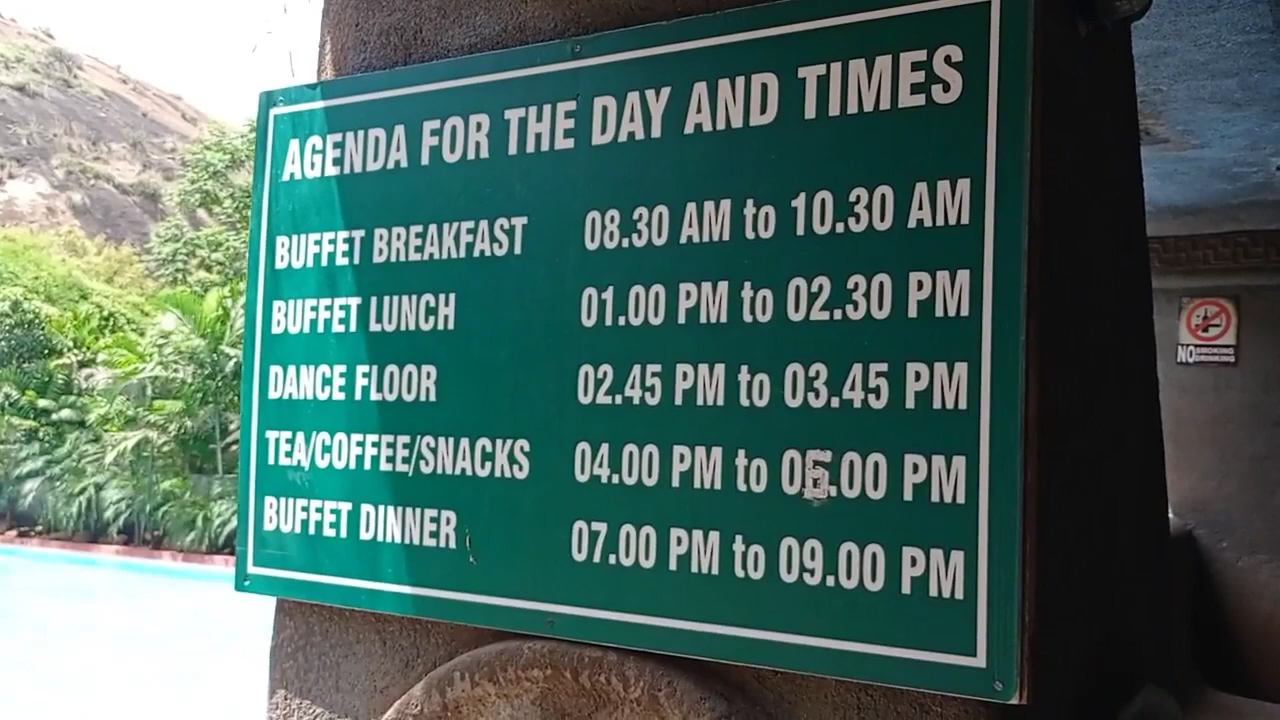 AGENDA FOR THE DAY AND TIMES
BUFFET BREAKFAST 08.30 AM to 10.30 AM
BUFFET LUNCH 01.00 PM to 02.30 PM
DANCE FLOOR 02.45 PM to 03.45 PM
TEA/COFFEE/SNACKS 04.00 PM to 05.00 PM
BUFFET DINNER 07.00 PM to 09.00 PM
NO SMOKING
DRINKING